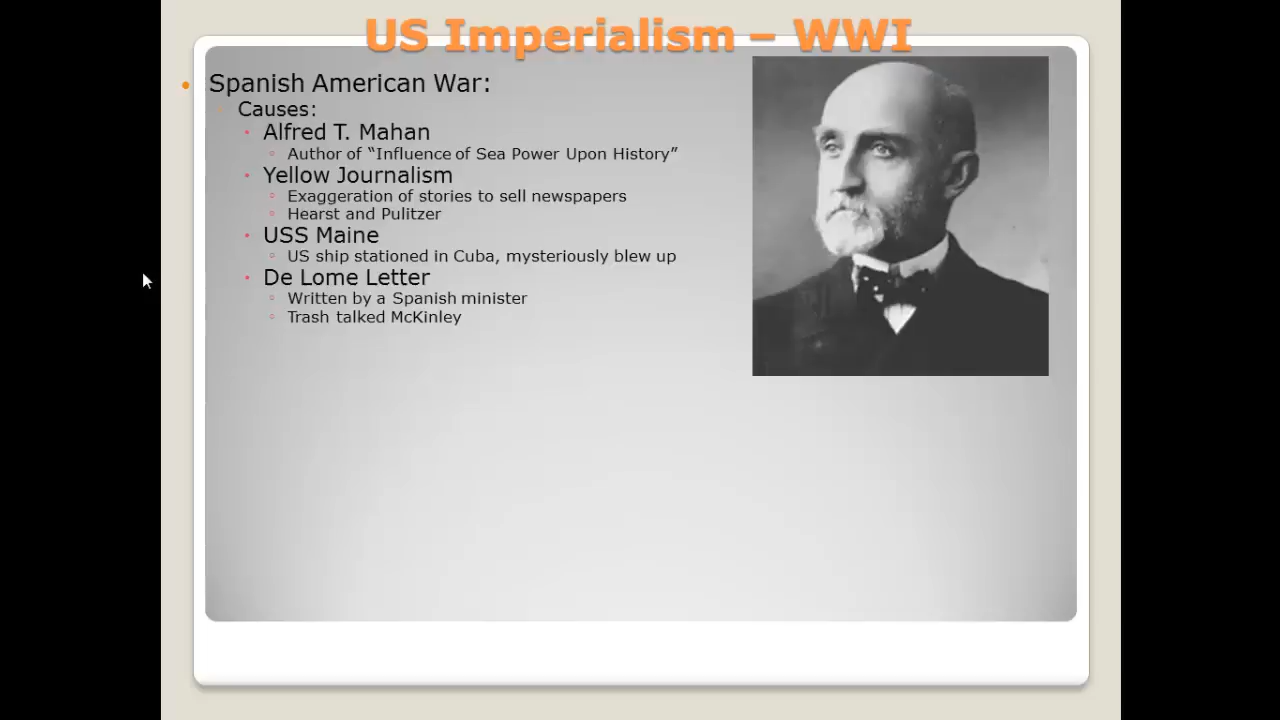 US Imperialism – WWI
Spanish American War:
Causes:
Alfred T. Mahan
Author of “Influence of Sea Power Upon History”
Yellow Journalism
Exaggeration of stories to sell newspapers
Hearst and Pulitzer
USS Maine
US ship stationed in Cuba, mysteriously blew up
De Lome Letter
Written by a Spanish minister
Trash talked McKinley